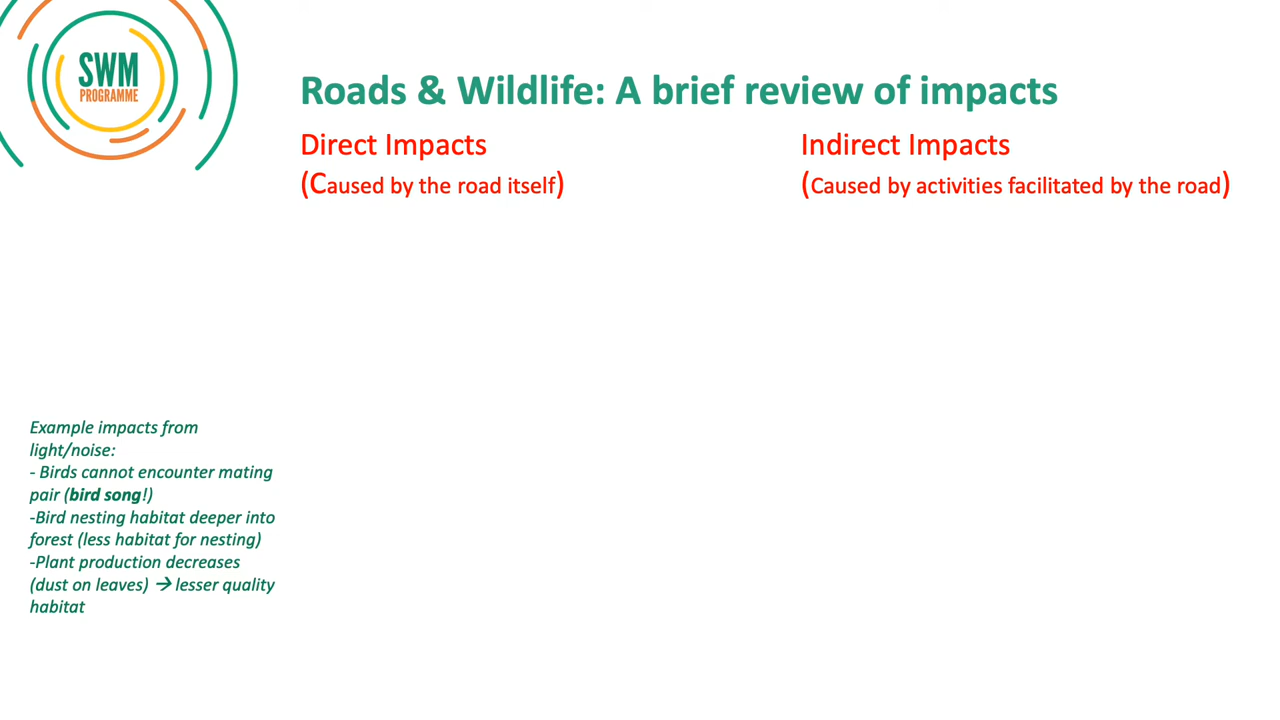 SWM
PROGRAMME
Roads & Wildlife: A brief review of impacts
Direct Impacts
(Caused by the road itself)
Indirect Impacts
(Caused by activities facilitated by the road)
Example impacts from
light/noise:
- Birds cannot encounter mating
pair (bird song!)
-Bird nesting habitat deeper into
forest (less habitat for nesting)
-Plant production decreases
(dust on leaves) → lesser quality
habitat